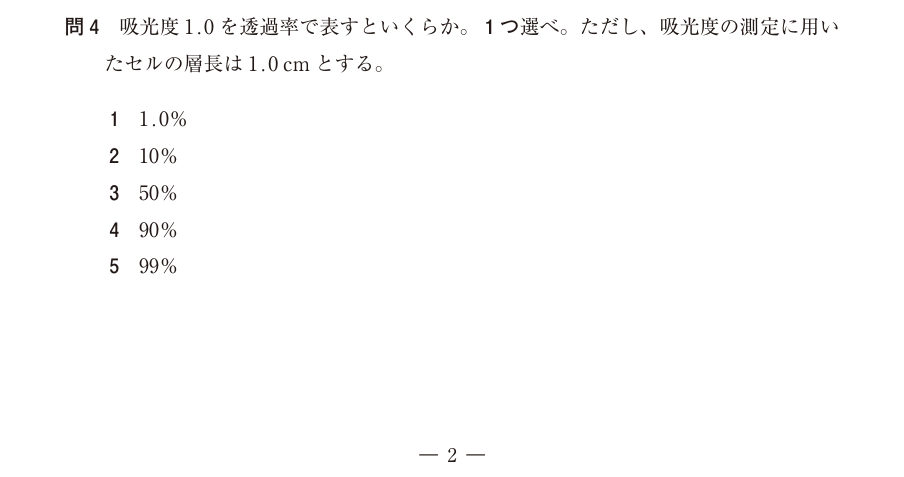 問4 吸光度1.0を透過率で表すといくらか。1つ選べ。ただし、吸光度の測定に用い
たセルの層長は1.0 cmとする。
1 1.0%
2 10%
3 50%
4 90%
5 99%
— 2 —